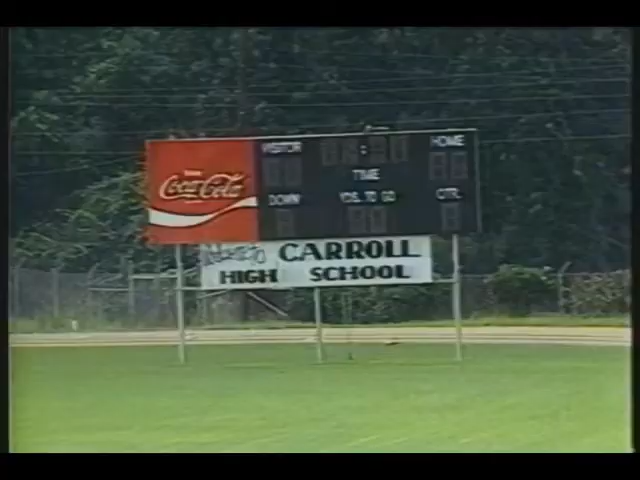 Coca-Cola
VISITOR
HOME
TIME
DOWN
YDS. TO GO
QTR.
CARROLL
HIGH SCHOOL